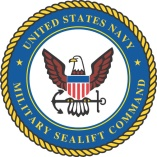 UNITED STATES NAVY
MILITARY SEALIFT COMMAND